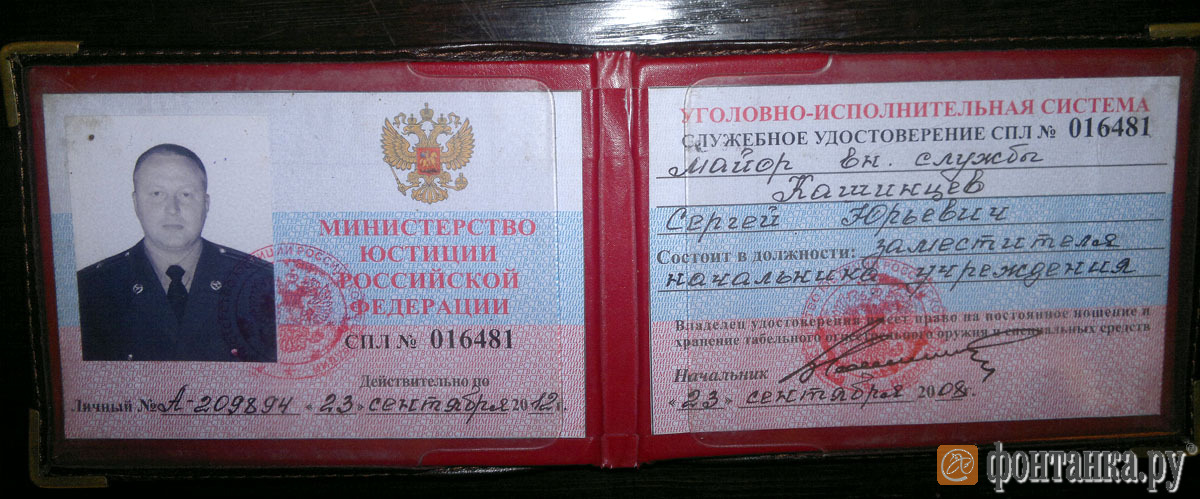 МИНИСТЕРСТВО
ЮСТИЦИИ
РОССИЙСКОЙ
ФЕДЕРАЦИИ
СПЛ № 016481
Действительно по
Личный № А-209894 «23» сентября 2012 г.
УГОЛОВНО-ИСПОЛНИТЕЛЬНАЯ СИСТЕМА
СЛУЖЕБНОЕ УДОСТОВЕРЕНИЕ СПЛ № 016481
майор вн. службы
Кашинцев
Сергей Юрьевич
Состоит в должности: заместителя
начальника учреждения
Владелец удостоверения имеет право на постоянное ношение и
хранение табельного огнестрельного оружия и специальных средств
Начальник
«23» сентября 2008г.
фонтанка.ру